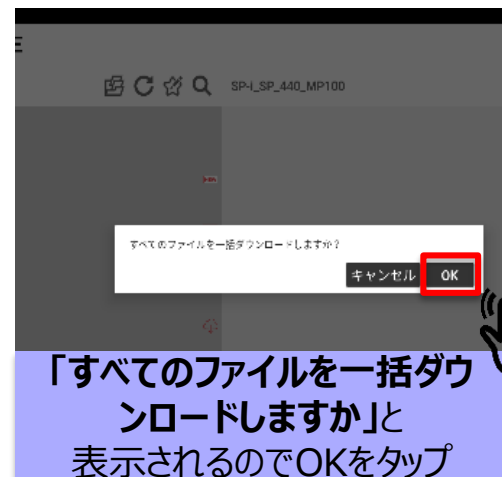 SP-i_SP_440_MP100
すべてのファイルを一括ダウンロードしますか？
キャンセル OK
「すべてのファイルを一括ダウ
ンロードしますか」と
表示されるのでOKをタップ